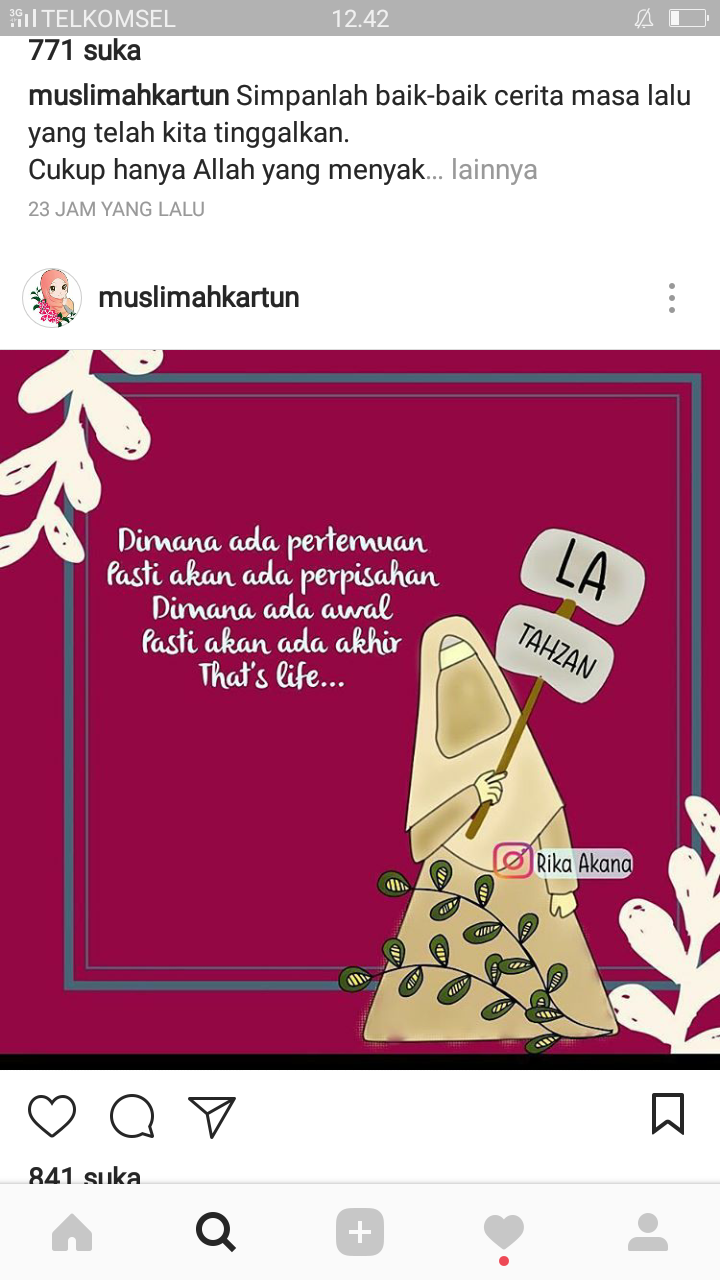 3G TELKOMSEL 12.42
771 suka
muslimahkartun Simpanlah baik-baik cerita masa lalu
yang telah kita tinggalkan.
Cukup hanya Allah yang menyak... lainnya
23 JAM YANG LALU
muslimahkartun
Dimana ada pertemuan
Pasti akan ada perpisahan
Dimana ada awal
Pasti akan ada akhir
That's life...
LA
TAHZAN
Rika Akana
841 suka